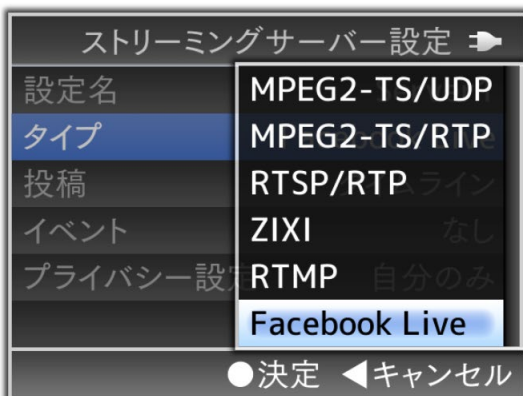 ストリーミングサーバー設定
設定名
タイプ
投稿
イベント
プライバシー設定
MPEG2-TS/UDP
MPEG2-TS/RTP
RTSP/RTP
ZIXI
RTMP
Facebook Live
タイムライン
なし
自分のみ
●決定 ◀キャンセル